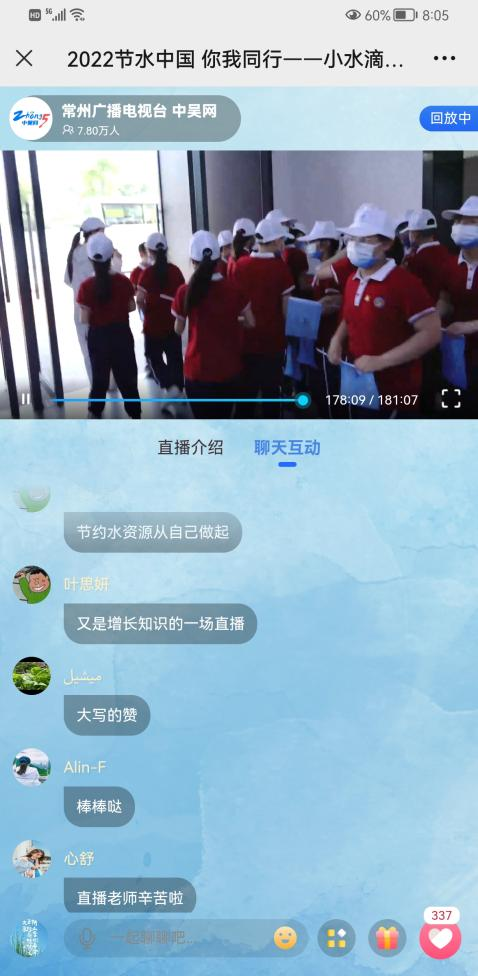 HD 5G 60% 8:05
2022节水中国 你我同行——小水滴...
Zhong5
中吴网
常州广播电视台 中吴网
7.80万人
回放中
178:09 / 181:07
直播介绍 聊天互动
节约水资源从自己做起
叶思妍
又是增长知识的一场直播
ميشيل
大写的赞
Alin-F
棒棒哒
心舒
直播老师辛苦啦
一起聊聊吧...
337